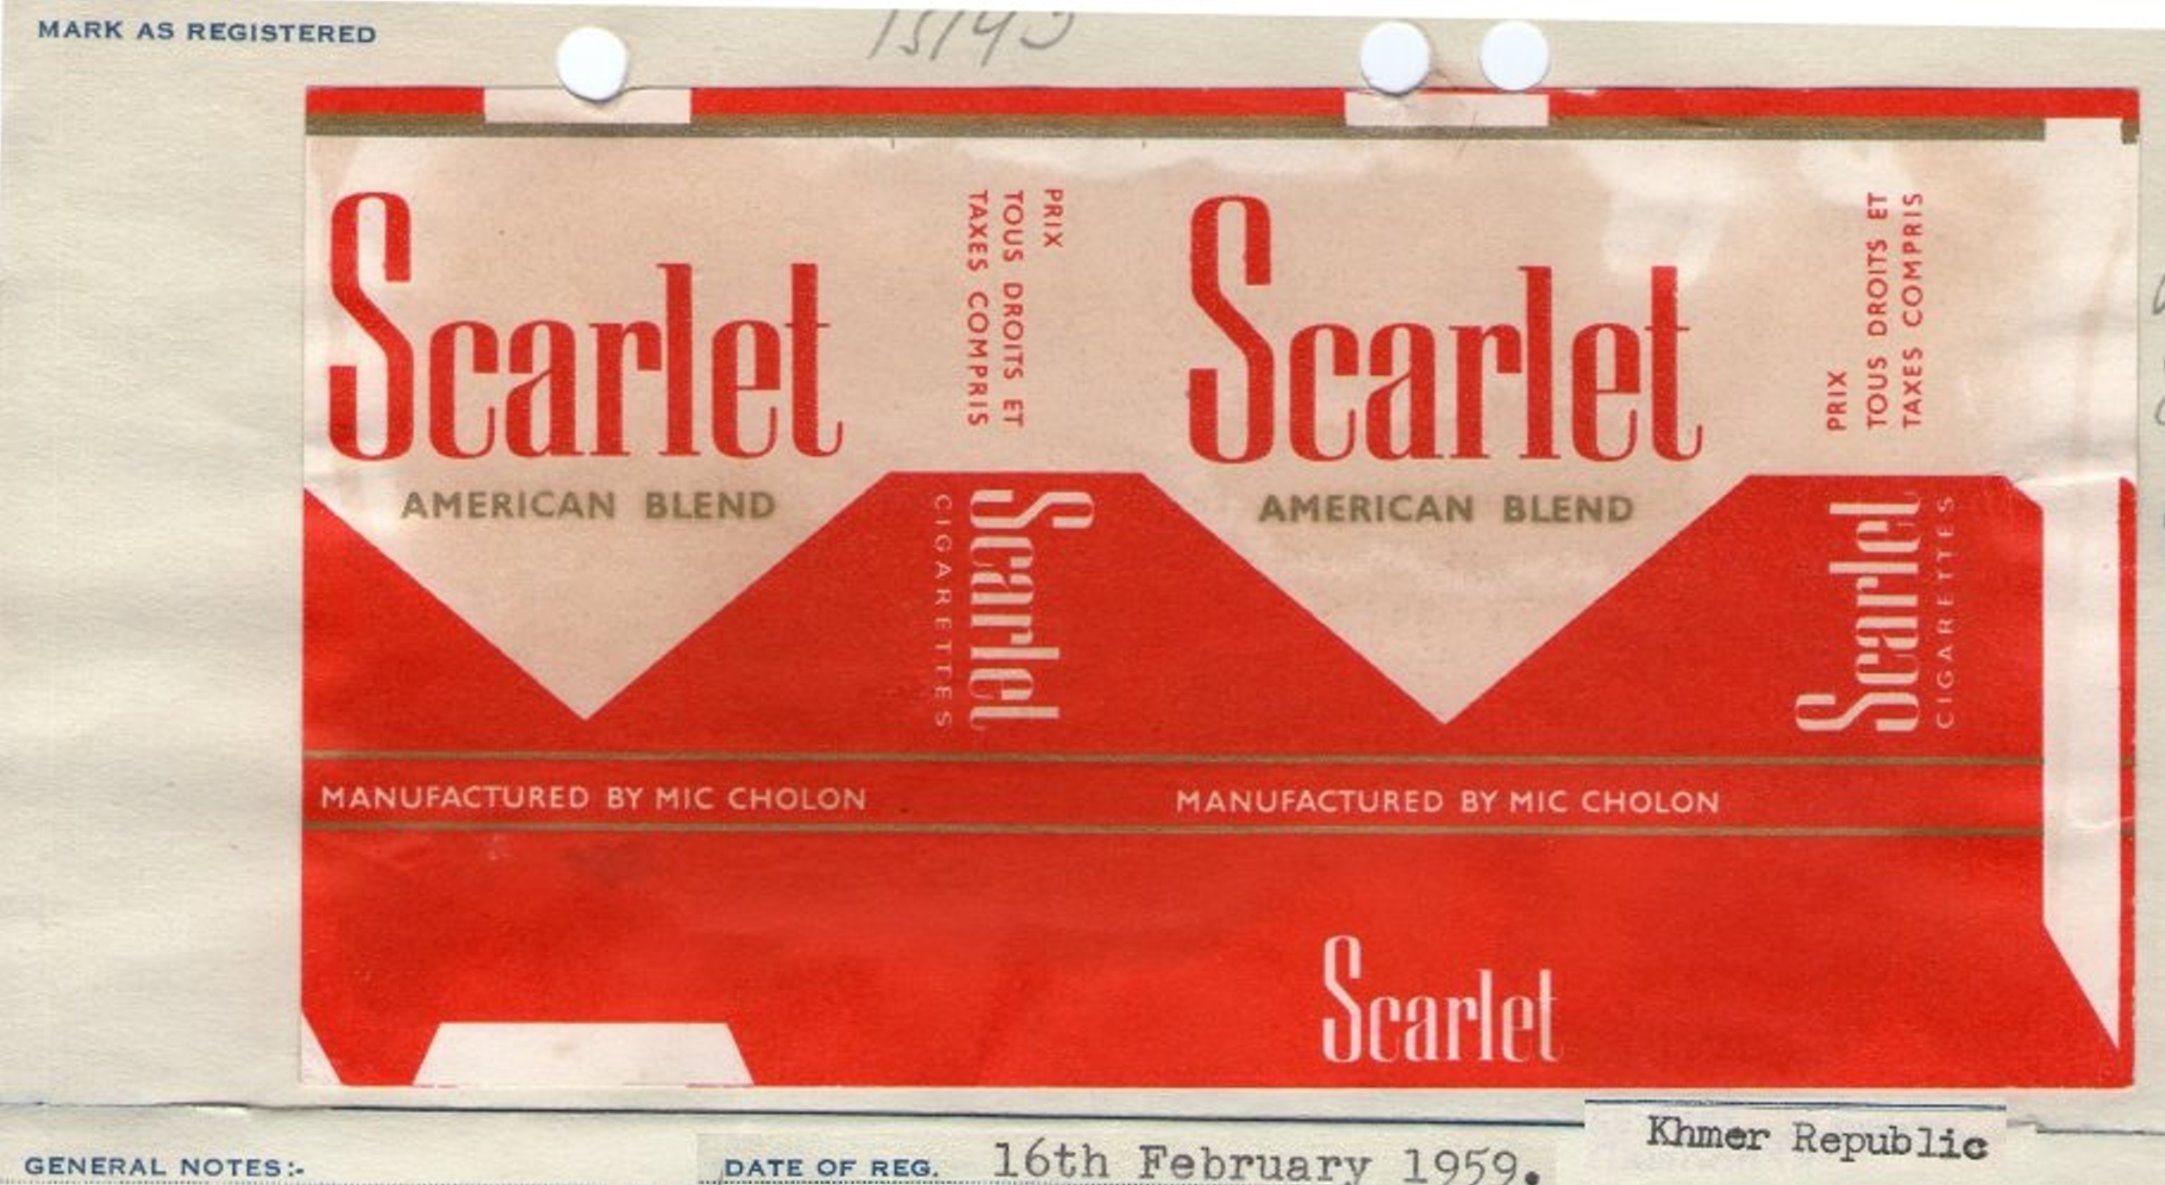 MARK AS REGISTERED
15143
Scarlet
AMERICAN BLEND
PRIX
TOUS DROITS ET
TAXES COMPRIS
Scarlet
CIGARETTES
MANUFACTURED BY MIC CHOLON
Scarlet
AMERICAN BLEND
PRIX
TOUS DROITS ET
TAXES COMPRIS
Scarlet
CIGARETTES
MANUFACTURED BY MIC CHOLON
Scarlet
Khmer Republic
GENERAL NOTES:-
DATE OF REG. 16th February 1959.